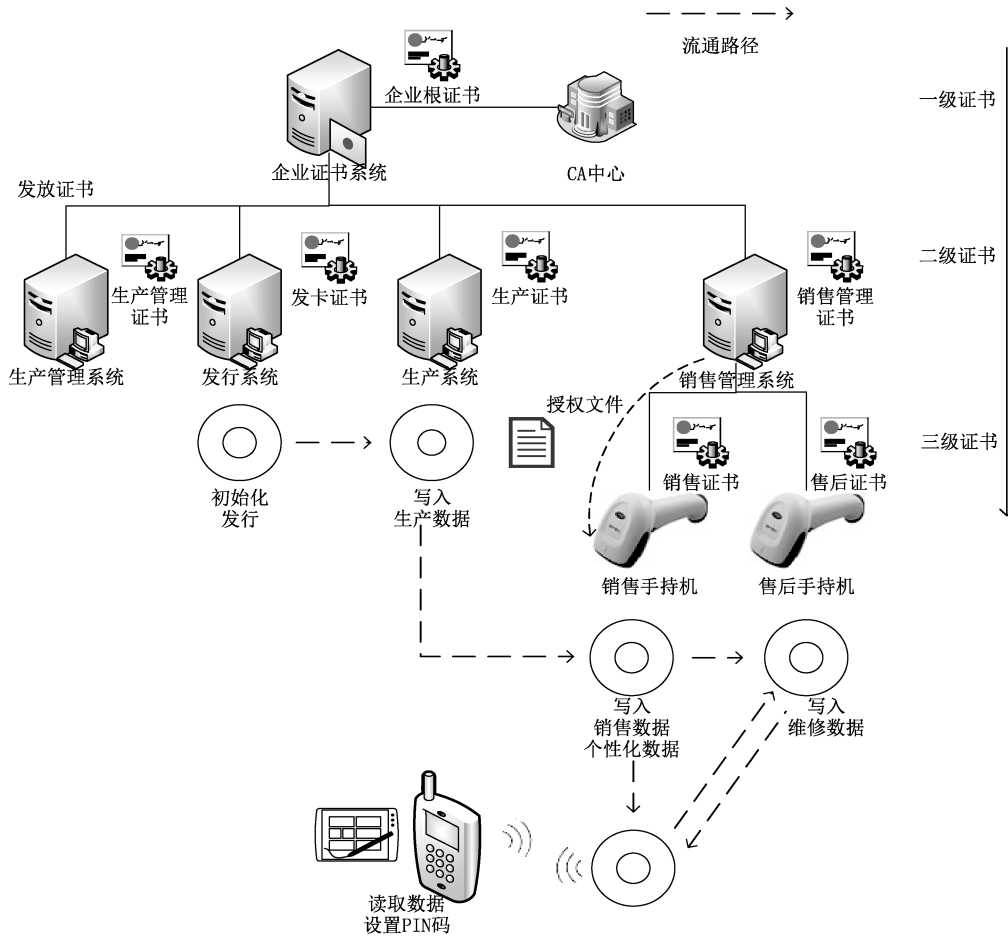 流通路径
企业根证书
一级证书
企业证书系统
CA中心
发放证书
二级证书
生产管理
证书
发卡证书
生产证书
销售管理
证书
生产管理系统
发行系统
生产系统
销售管理系统
授权文件
三级证书
销售证书
售后证书
初始化
发行
写入
生产数据
销售手持机
售后手持机
写入
销售数据
个性化数据
写入
维修数据
读取数据
设置PIN码